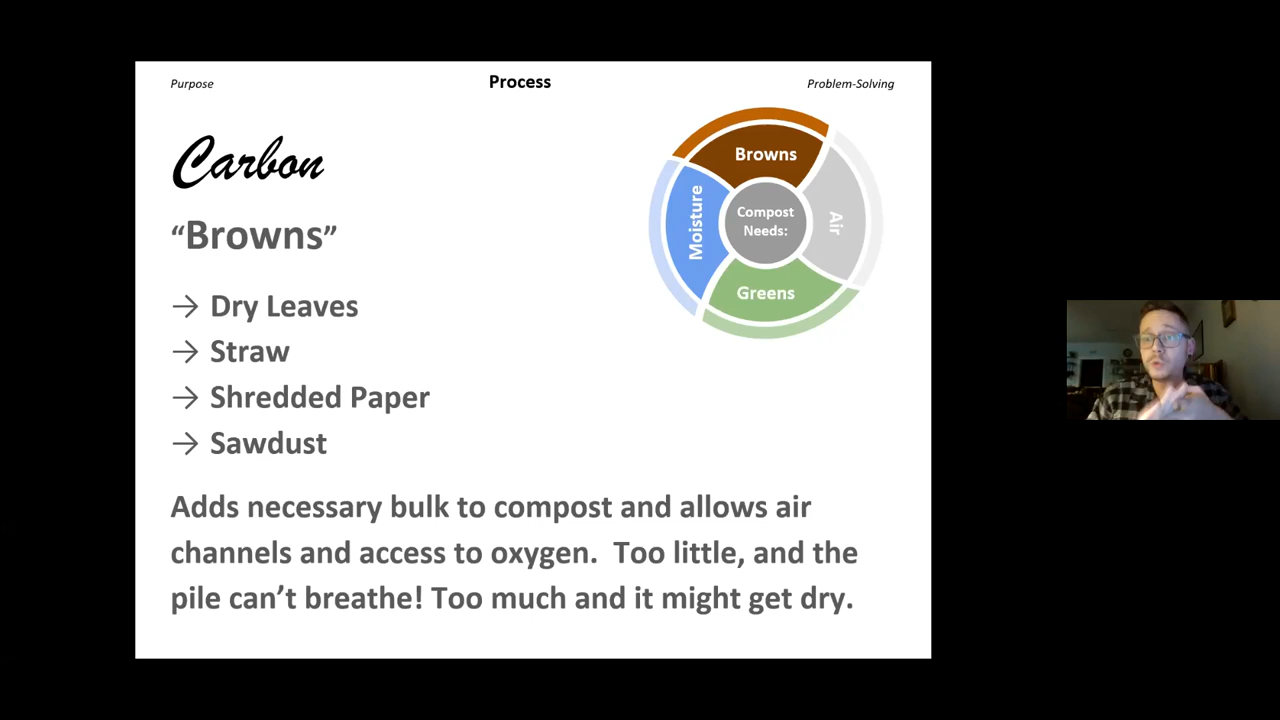 Purpose
Process
Problem-Solving
Carbon
“Browns”
→ Dry Leaves
→ Straw
→ Shredded Paper
→ Sawdust
Adds necessary bulk to compost and allows air
channels and access to oxygen.  Too little, and the
pile can’t breathe! Too much and it might get dry.
Browns
Moisture
Compost
Needs:
Air
Greens